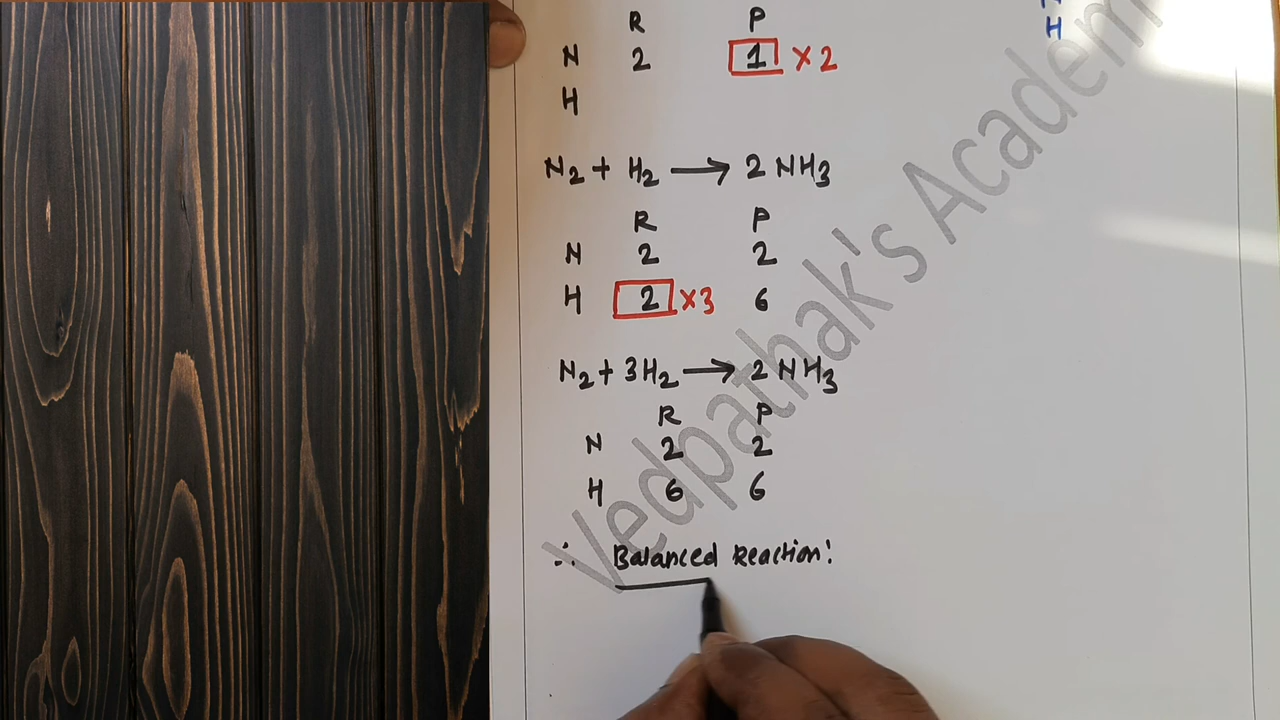 R P
N 2 1 ×2
H
N
H
N₂ + H₂ → 2 NH₃
R P
N 2 2
H 2 ×3 6
N₂ + 3H₂ → 2 NH₃
R P
N 2 2
H 6 6
∴ Balanced Reaction!
Vedpathak's Academ